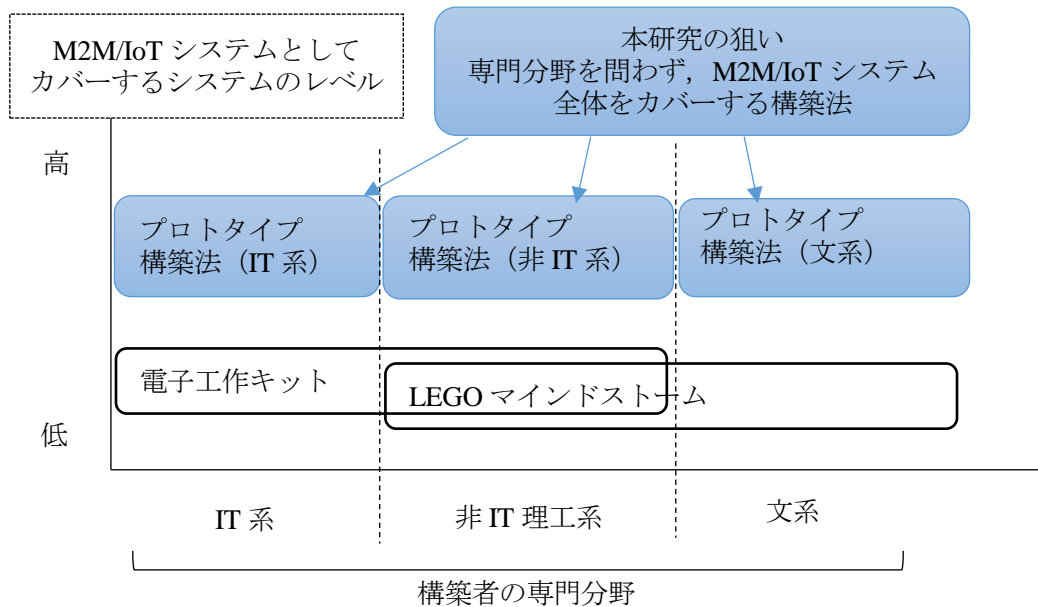 M2M/IoT システムとして
カバーするシステムのレベル
本研究の狙い
専門分野を問わず，M2M/IoT システム
全体をカバーする構築法
高
プロトタイプ
構築法（IT 系）
プロトタイプ
構築法（非 IT 系）
プロトタイプ
構築法（文系）
電子工作キット
LEGO マインドストーム
低
IT 系
非 IT 理工系
文系
構築者の専門分野